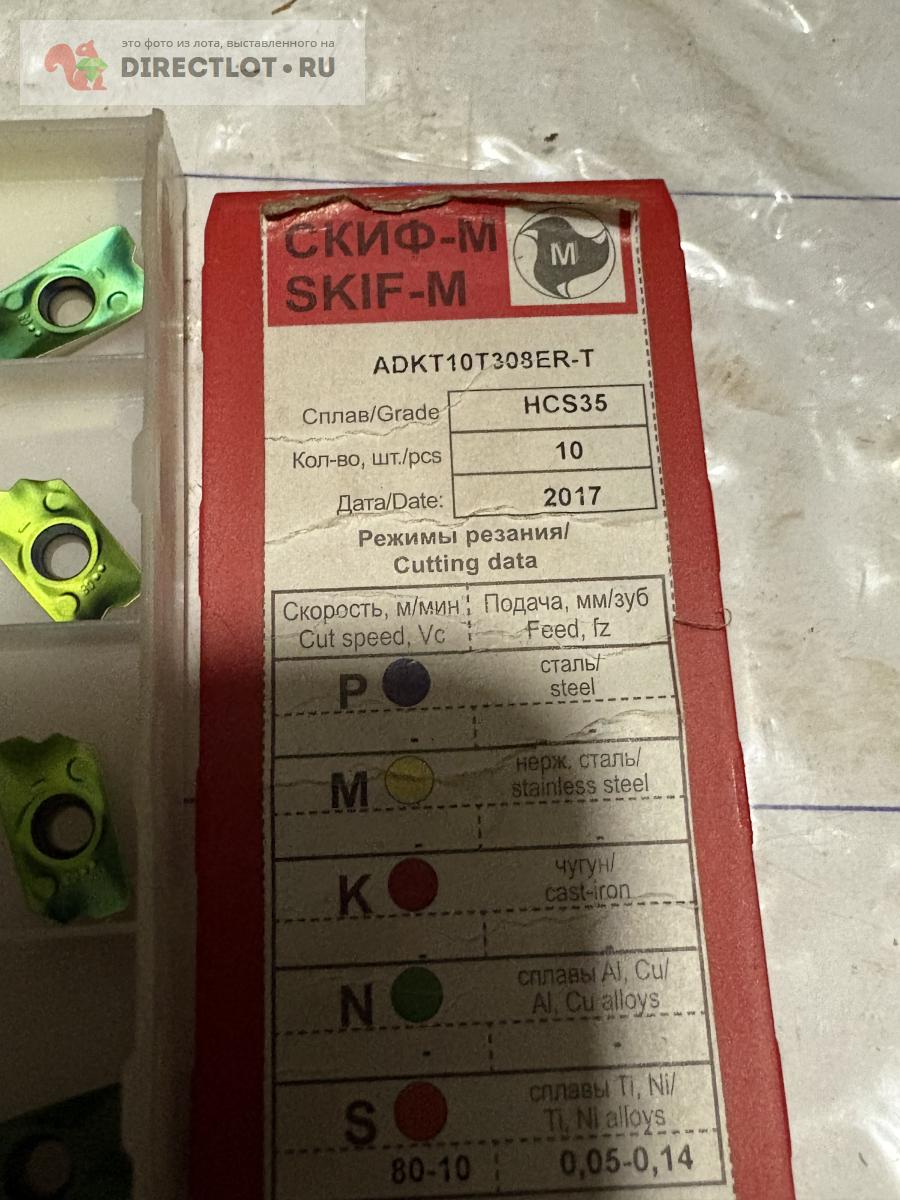 это фото из лота, выставленного на
DIRECTLOT.RU
СКИФ-М
SKIF-M
M
ADKT10T308ER-T
Сплав/Grade HCS35
Кол-во, шт./pcs 10
Дата/Date: 2017
Режимы резания/
Cutting data
Скорость, м/мин Подача, мм/зуб
Cut speed, Vc Feed, fz
P сталь/
steel
- -
M нерж. сталь/
stainless steel
- -
K чугун/
cast-iron
- -
N сплавы Al, Cu/
Al, Cu alloys
- -
S сплавы Ti, Ni/
Ti, Ni alloys
80-10 0,05-0,14